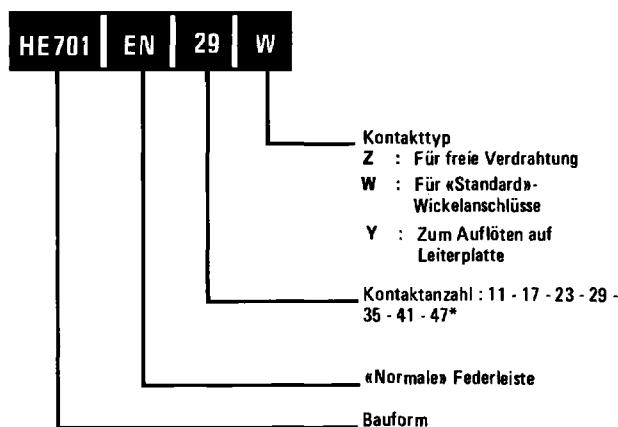 HE701 EN 29 W
Kontakttyp
Z : Für freie Verdrahtung
W : Für «Standard»-
Wickelanschlüsse
Y : Zum Auflöten auf
Leiterplatte
Kontaktanzahl : 11 - 17 - 23 - 29 -
35 - 41 - 47*
«Normale» Federleiste
Bauform